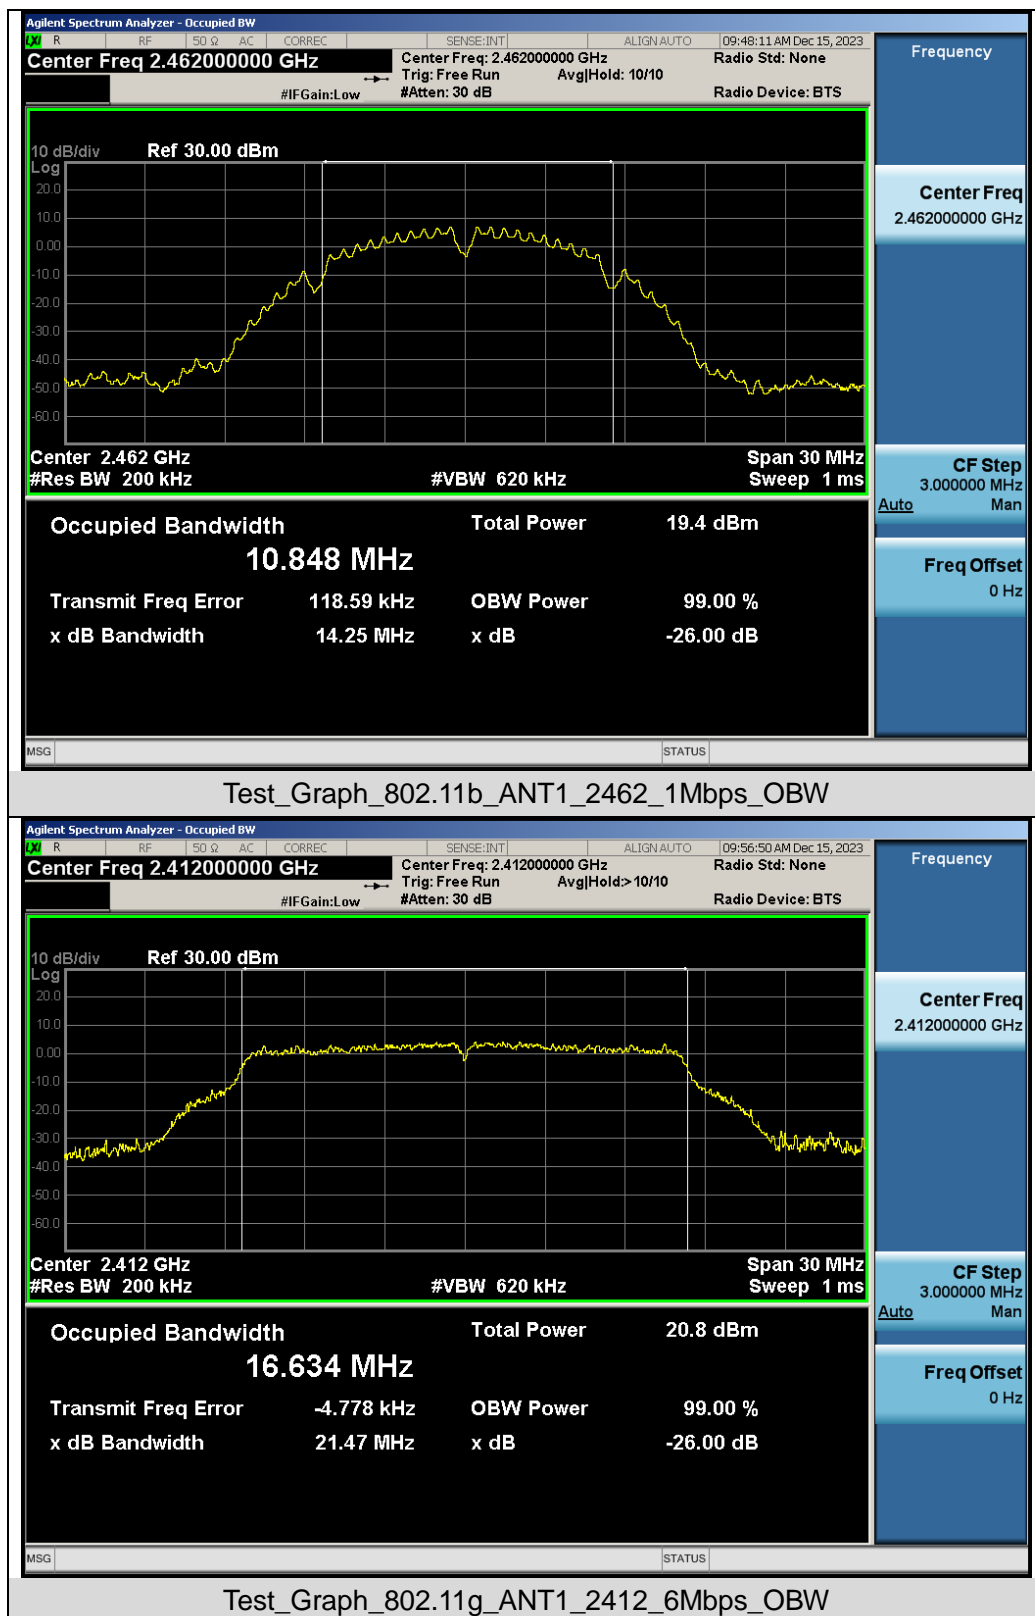 Agilent Spectrum Analyzer - Occupied BW
LXI R RF 50 Ω AC CORREC SENSE:INT ALIGN AUTO 09:48:11 AM Dec 15, 2023
Center Freq 2.462000000 GHz
Center Freq: 2.462000000 GHz Radio Std: None
Trig: Free Run Avg|Hold: 10/10
#IFGain:Low #Atten: 30 dB Radio Device: BTS
Frequency
10 dB/div Ref 30.00 dBm
Log
20.0
10.0
0.00
-10.0
-20.0
-30.0
-40.0
-50.0
-60.0
Center 2.462 GHz Span 30 MHz
#Res BW 200 kHz #VBW 620 kHz Sweep 1 ms
Center Freq
2.462000000 GHz
CF Step
3.000000 MHz
Auto Man
Freq Offset
0 Hz
Occupied Bandwidth Total Power 19.4 dBm
10.848 MHz
Transmit Freq Error 118.59 kHz OBW Power 99.00 %
x dB Bandwidth 14.25 MHz x dB -26.00 dB
MSG STATUS
Test_Graph_802.11b_ANT1_2462_1Mbps_OBW
Agilent Spectrum Analyzer - Occupied BW
LXI R RF 50 Ω AC CORREC SENSE:INT ALIGN AUTO 09:56:50 AM Dec 15, 2023
Center Freq 2.412000000 GHz
Center Freq: 2.412000000 GHz Radio Std: None
Trig: Free Run Avg|Hold:>10/10
#IFGain:Low #Atten: 30 dB Radio Device: BTS
Frequency
10 dB/div Ref 30.00 dBm
Log
20.0
10.0
0.00
-10.0
-20.0
-30.0
-40.0
-50.0
-60.0
Center 2.412 GHz Span 30 MHz
#Res BW 200 kHz #VBW 620 kHz Sweep 1 ms
Center Freq
2.412000000 GHz
CF Step
3.000000 MHz
Auto Man
Freq Offset
0 Hz
Occupied Bandwidth Total Power 20.8 dBm
16.634 MHz
Transmit Freq Error -4.778 kHz OBW Power 99.00 %
x dB Bandwidth 21.47 MHz x dB -26.00 dB
MSG STATUS
Test_Graph_802.11g_ANT1_2412_6Mbps_OBW